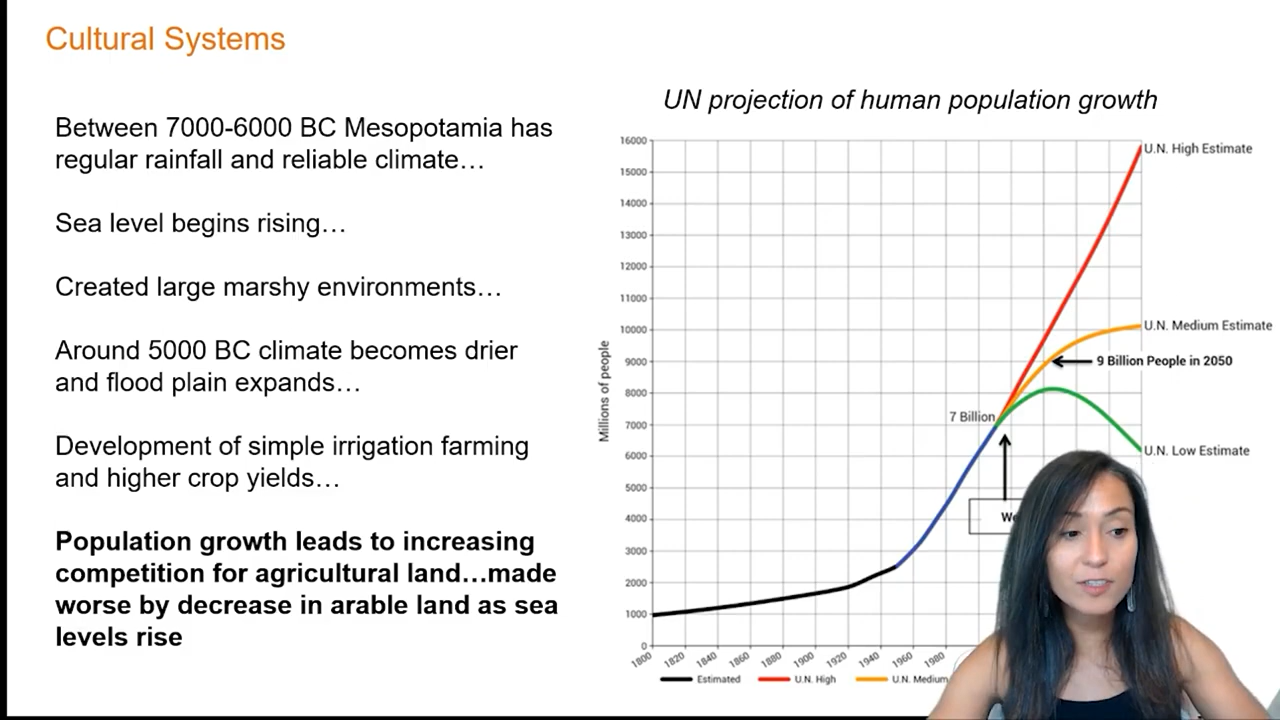 Cultural Systems
Between 7000-6000 BC Mesopotamia has
regular rainfall and reliable climate…
Sea level begins rising…
Created large marshy environments…
Around 5000 BC climate becomes drier
and flood plain expands…
Development of simple irrigation farming
and higher crop yields…
Population growth leads to increasing
competition for agricultural land…made
worse by decrease in arable land as sea
levels rise
UN projection of human population growth
Millions of people
16000
15000
14000
13000
12000
11000
10000
9000
8000
7000
6000
5000
4000
3000
2000
1000
0
U.N. High Estimate
U.N. Medium Estimate
9 Billion People in 2050
7 Billion
U.N. Low Estimate
1800 1820 1840 1860 1880 1900 1920 1940 1960 1980
Estimated U.N. High U.N. Medium